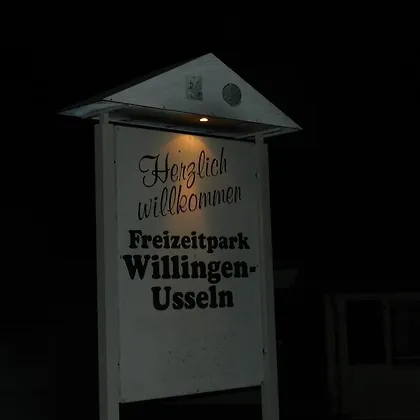 Herzlich
willkommen
Freizeitpark
Willingen-
Usseln